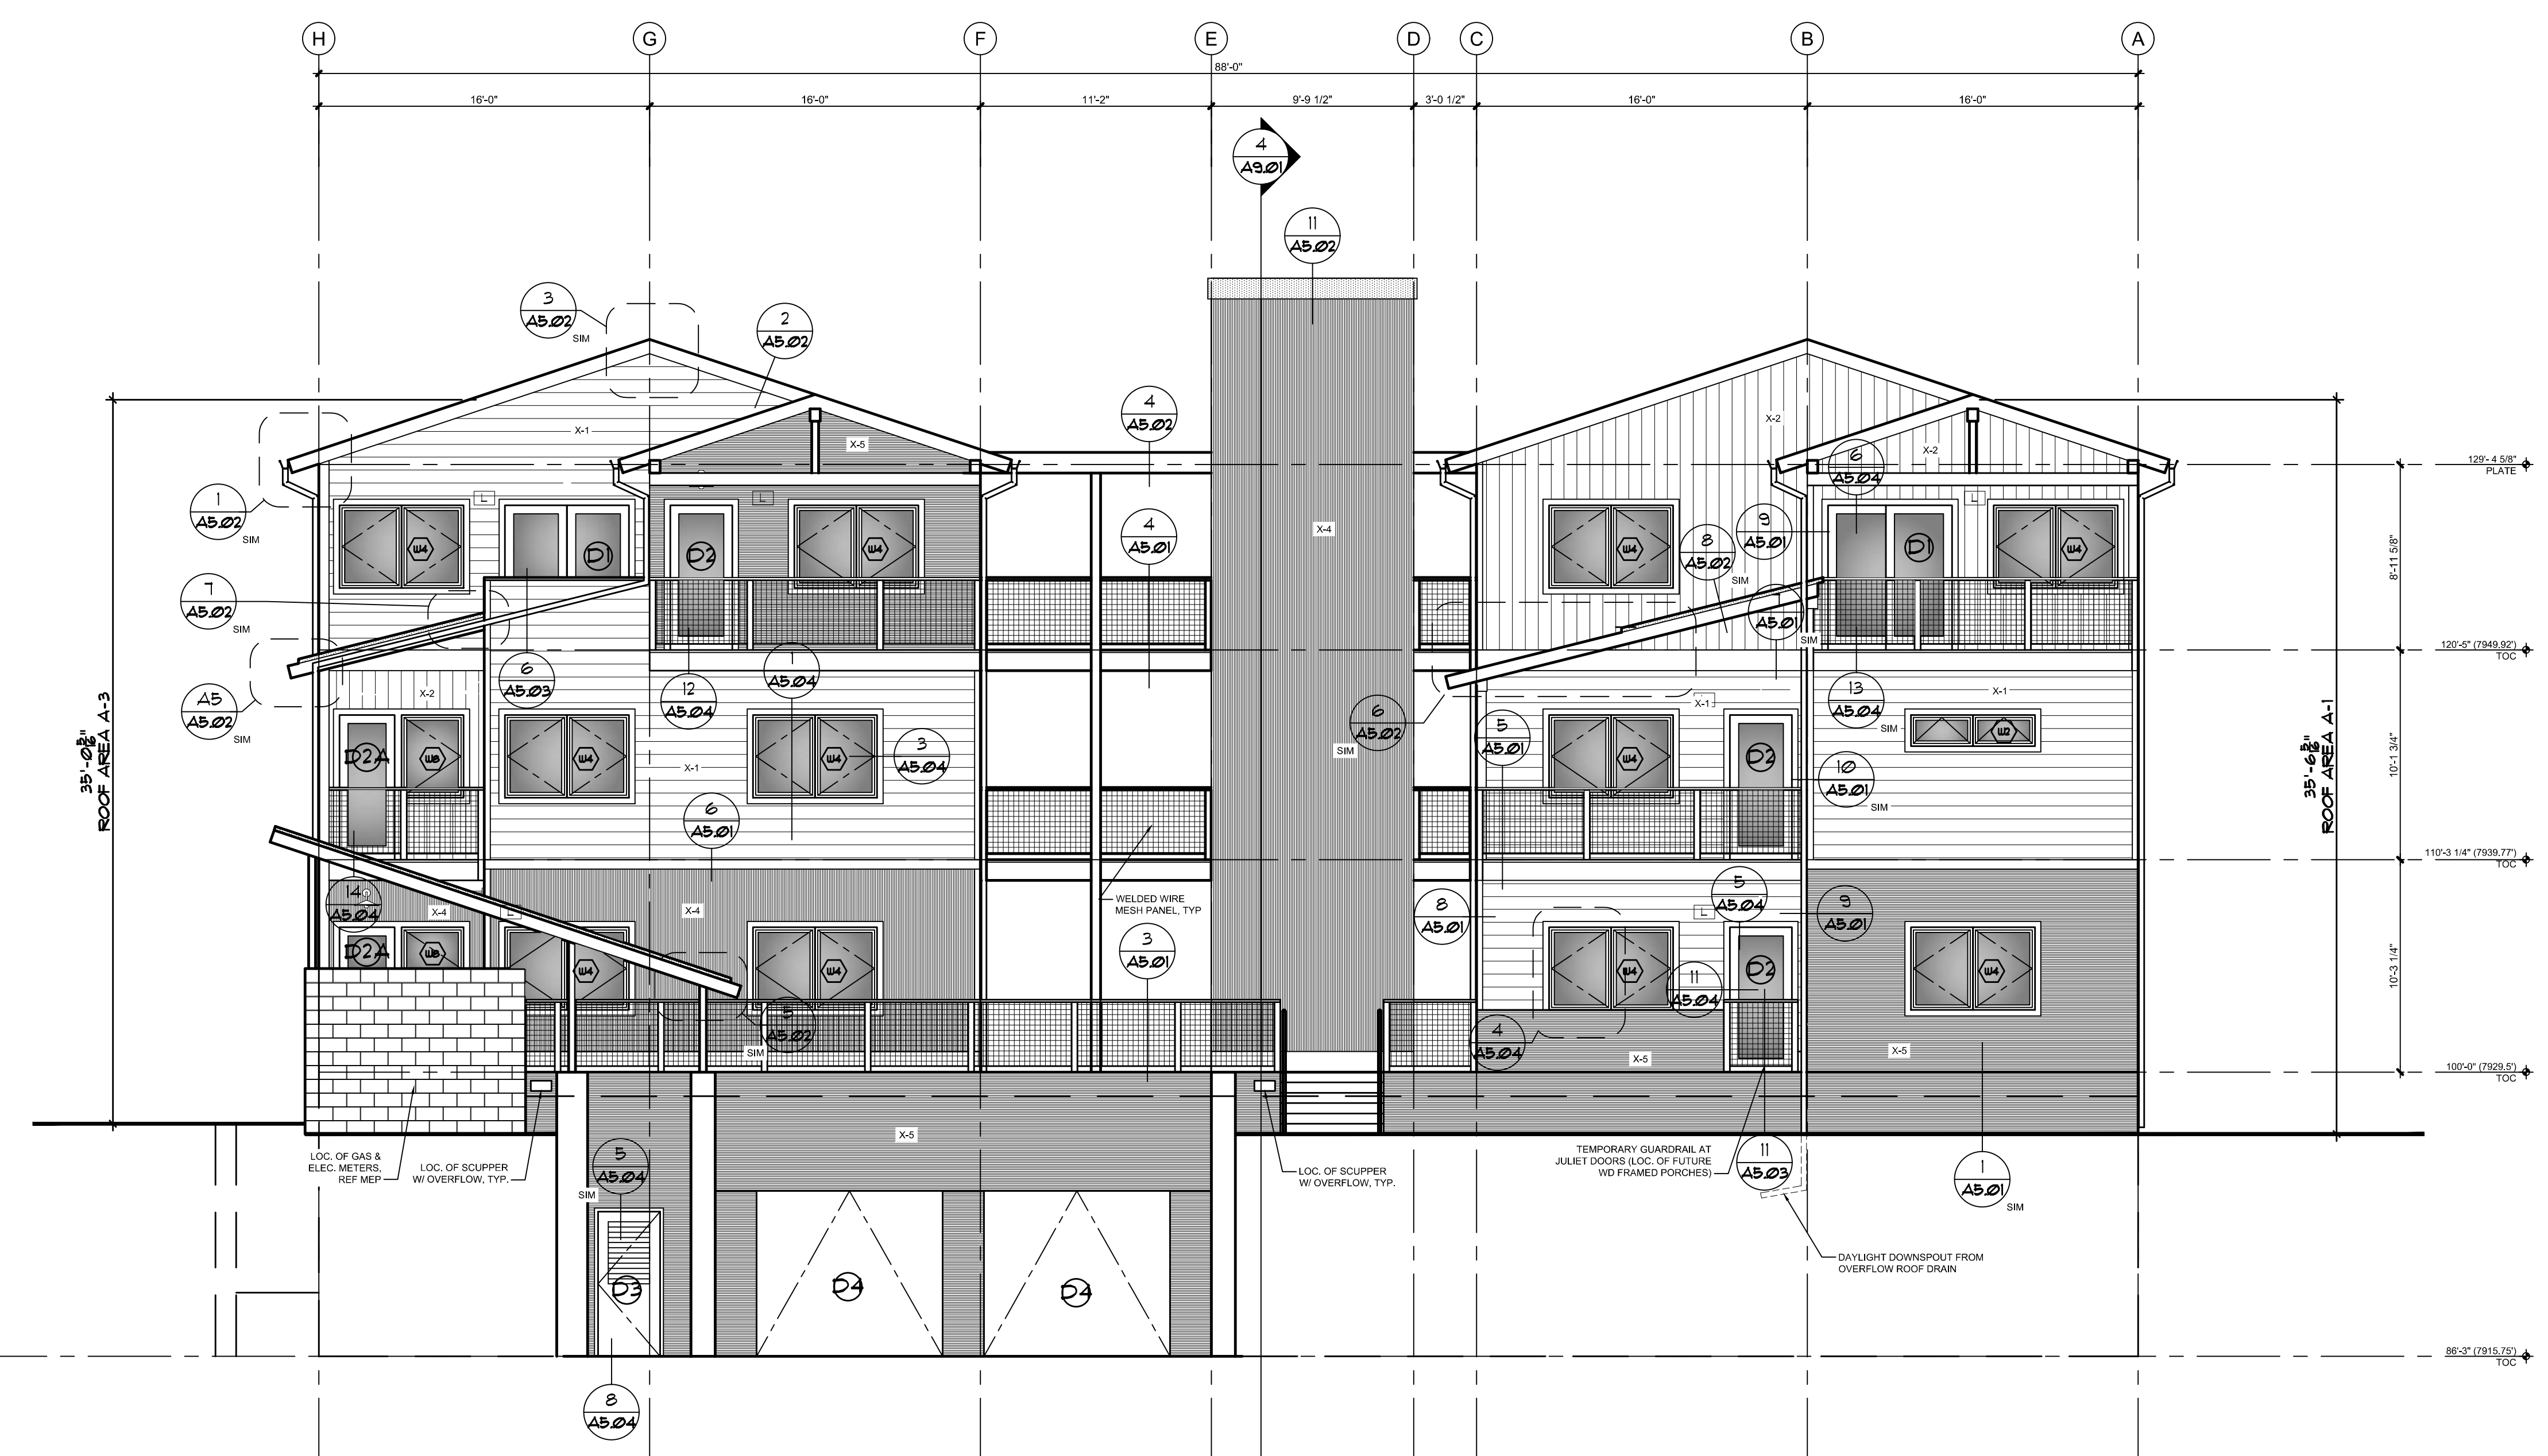 H G F E D C B A
88'-0"
16'-0" 16'-0" 11'-2" 9'-9 1/2" 3'-0 1/2" 16'-0" 16'-0"
4
A9.01
11
A5.02
3
A5.02
SIM
2
A5.02
4
A5.02
X-1
X-5
X-2
X-2
6
A5.04
129'- 4 5/8"
PLATE
1
A5.02
SIM
L
L
L
4
A5.01
X-4
9
A5.01
SIM
8
A5.02
SIM
W4
D1
D2
W4
W4
D1
W4
8'-11 5/8"
7
A5.02
SIM
A5.01
SIM
6
A5.03
12
A5.04
1
A5.04
120'-5" (7949.92')
TOC
A5
A5.02
SIM
X-2
X-1
13
A5.04
SIM
X-1
6
A5.02
SIM
5
A5.01
D2A
W8
W4
X-1
W4
3
A5.04
W4
D2
W2
10
A5.01
SIM
10'-1 3/4"
35'-0
ROOF AREA A-3
35'-6
ROOF AREA A-1
6
A5.01
110'-3 1/4" (7939.77')
TOC
14
A5.04
X-4
L
X-4
WELDED WIRE
MESH PANEL, TYP
8
A5.01
5
A5.04
L
9
A5.01
3
A5.01
D2A
W8
W4
W4
W4
D2
W4
11
A5.04
10'-3 1/4"
5
A5.02
SIM
4
A5.04
X-5
X-5
100'-0" (7929.5')
TOC
X-5
LOC. OF GAS &
ELEC. METERS,
REF MEP
LOC. OF SCUPPER
W/ OVERFLOW, TYP.
5
A5.04
SIM
LOC. OF SCUPPER
W/ OVERFLOW, TYP.
TEMPORARY GUARDRAIL AT
JULIET DOORS (LOC. OF FUTURE
WD FRAMED PORCHES)
11
A5.03
1
A5.01
SIM
DAYLIGHT DOWNSPOUT FROM
OVERFLOW ROOF DRAIN
D3
D4
D4
86'-3" (7915.75')
TOC
8
A5.04